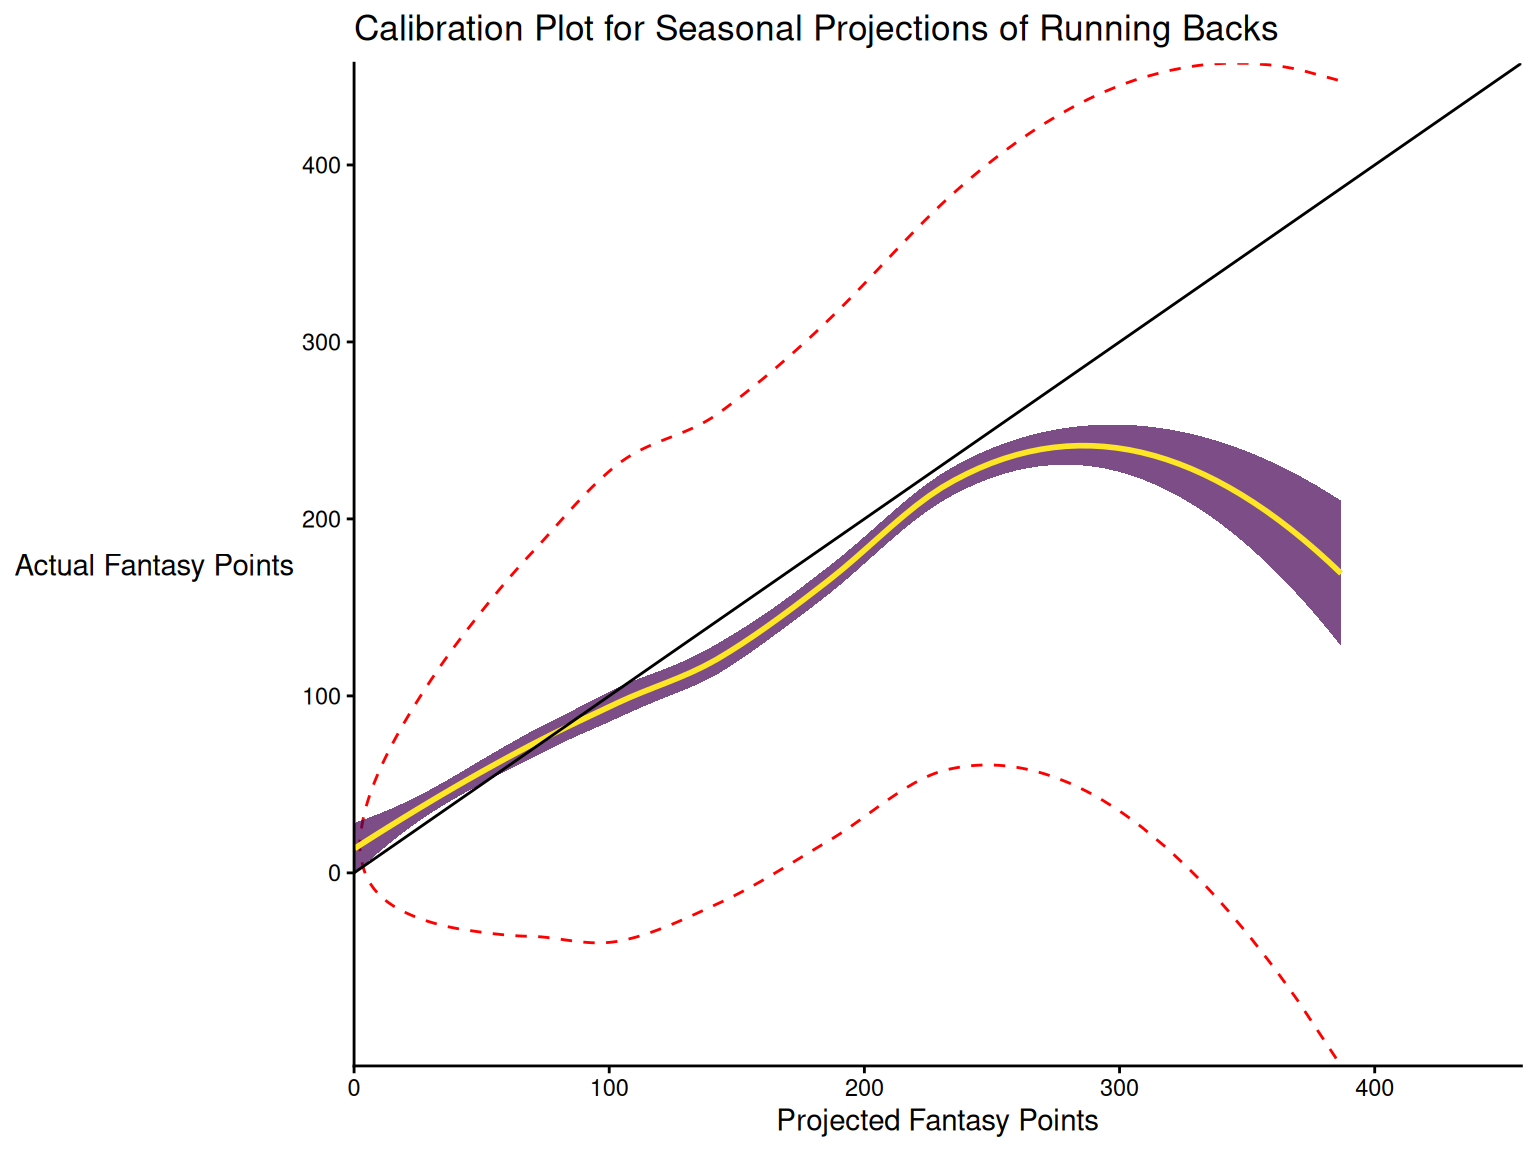 Calibration Plot for Seasonal Projections of Running Backs
400
300
200
Actual Fantasy Points
100
0
0 100 200 300 400
Projected Fantasy Points